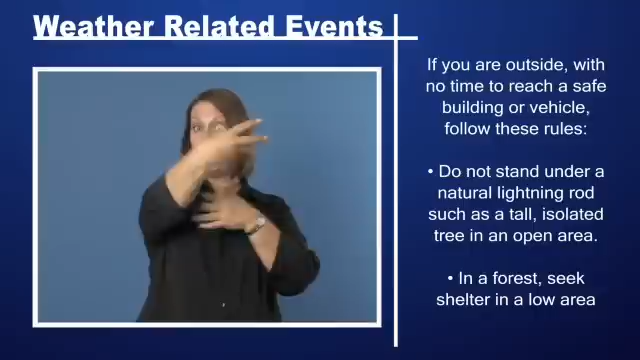 Weather Related Events
If you are outside, with
no time to reach a safe
building or vehicle,
follow these rules:
• Do not stand under a
natural lightning rod
such as a tall, isolated
tree in an open area.
• In a forest, seek
shelter in a low area